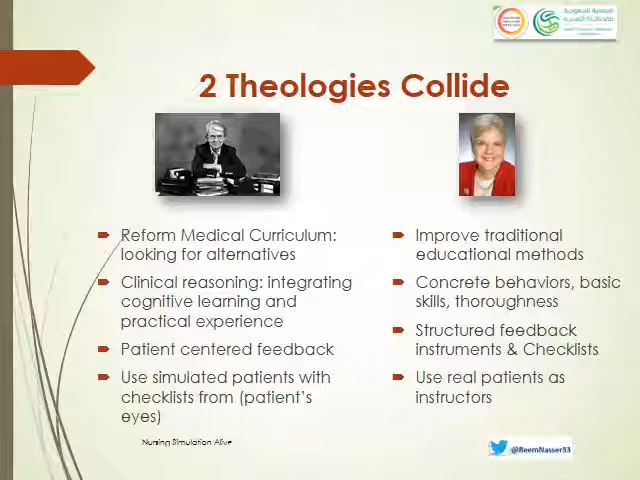 2 Theologies Collide
Reform Medical Curriculum:
looking for alternatives
Clinical reasoning: integrating
cognitive learning and
practical experience
Patient centered feedback
Use simulated patients with
checklists from (patient's
eyes)
Improve traditional
educational methods
Concrete behaviors, basic
skills, thoroughness
Structured feedback
instruments & Checklists
Use real patients as
instructors
Nursing Simulation Alive
@ReemNasser33